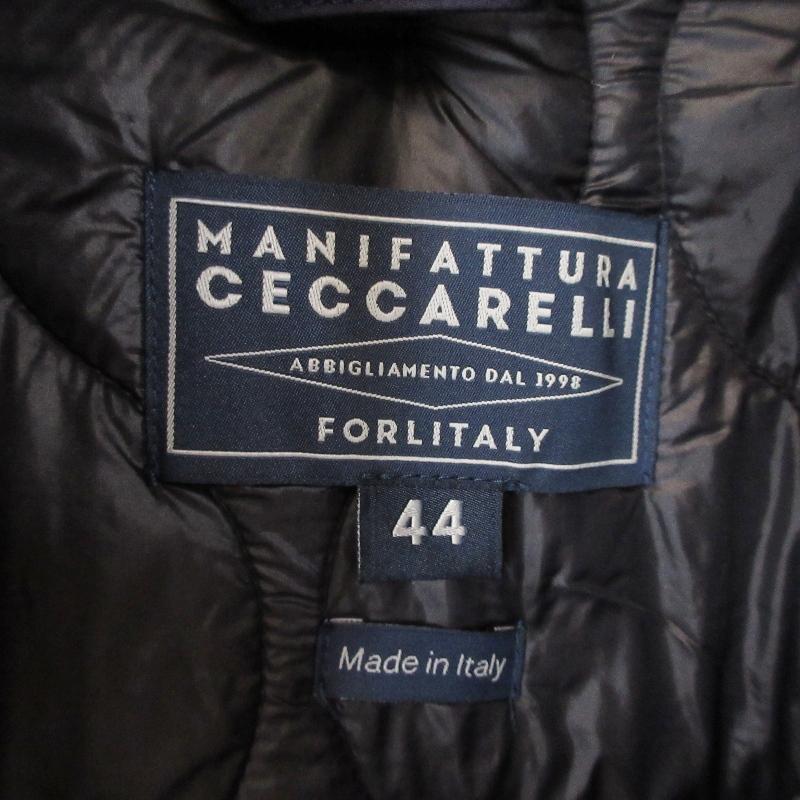 MANIFATTURA
CECCARELLI
ABBIGLIAMENTO DAL 1998
FORLITALY
44
Made in Italy